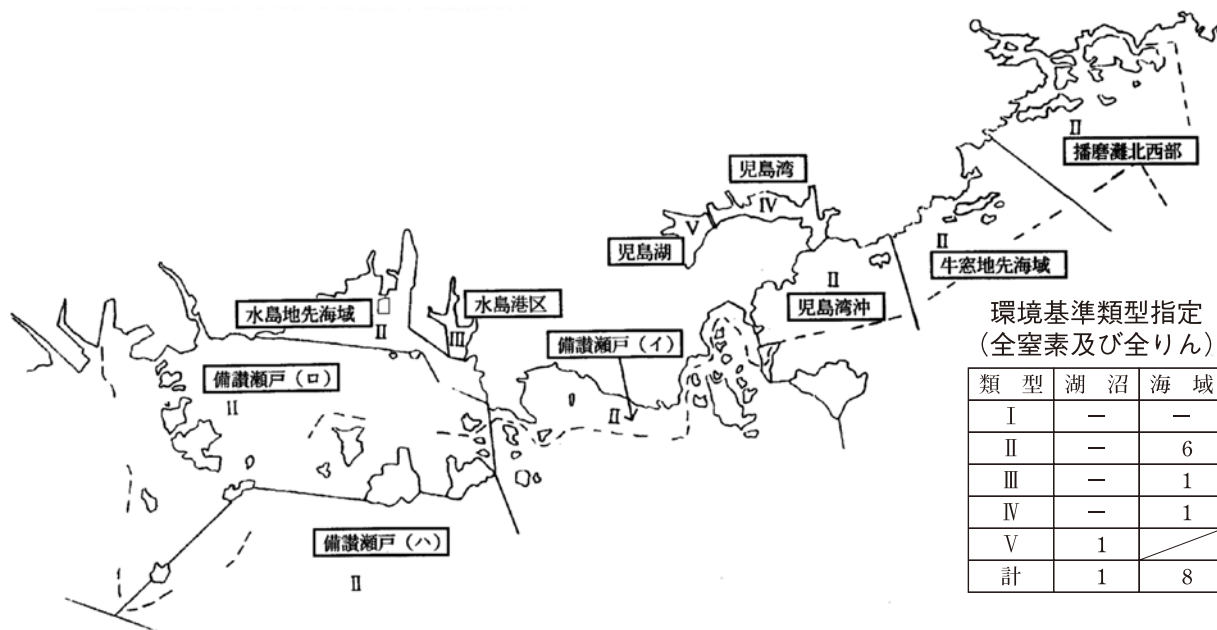 II
播磨灘北西部
児島湾
IV
V
児島湖
II
牛窓地先海域
II
児島湾沖
水島地先海域
II
水島港区
III
備讃瀬戸（イ）
II
備讃瀬戸（ロ）
II
備讃瀬戸（ハ）
II
環境基準類型指定
（全窒素及び全りん）
類 型 湖 沼 海 域
Ⅰ － －
Ⅱ － 6
Ⅲ － 1
Ⅳ － 1
Ⅴ 1
計 1 8